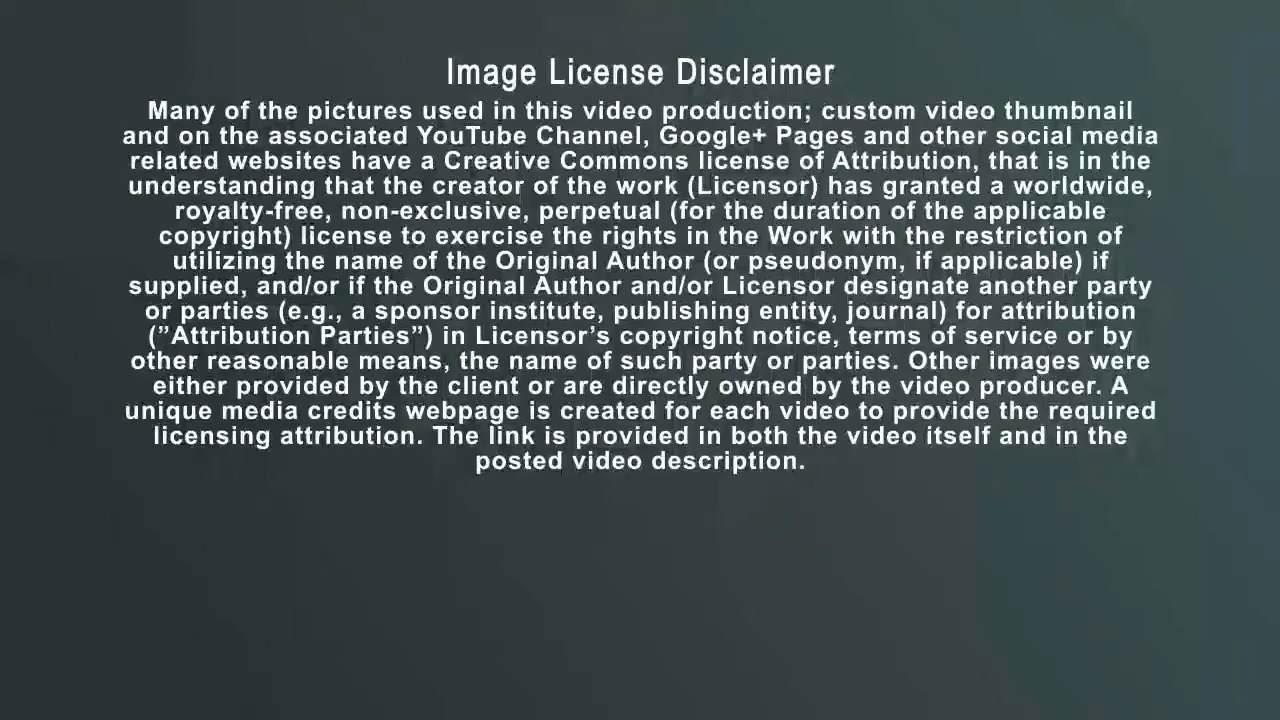 Image License Disclaimer
Many of the pictures used in this video production; custom video thumbnail
and on the associated YouTube Channel, Google+ Pages and other social media
related websites have a Creative Commons license of Attribution, that is in the
understanding that the creator of the work (Licensor) has granted a worldwide,
royalty-free, non-exclusive, perpetual (for the duration of the applicable
copyright) license to exercise the rights in the Work with the restriction of
utilizing the name of the Original Author (or pseudonym, if applicable) if
supplied, and/or if the Original Author and/or Licensor designate another party
or parties (e.g., a sponsor institute, publishing entity, journal) for attribution
(”Attribution Parties”) in Licensor’s copyright notice, terms of service or by
other reasonable means, the name of such party or parties. Other images were
either provided by the client or are directly owned by the video producer. A
unique media credits webpage is created for each video to provide the required
licensing attribution. The link is provided in both the video itself and in the
posted video description.